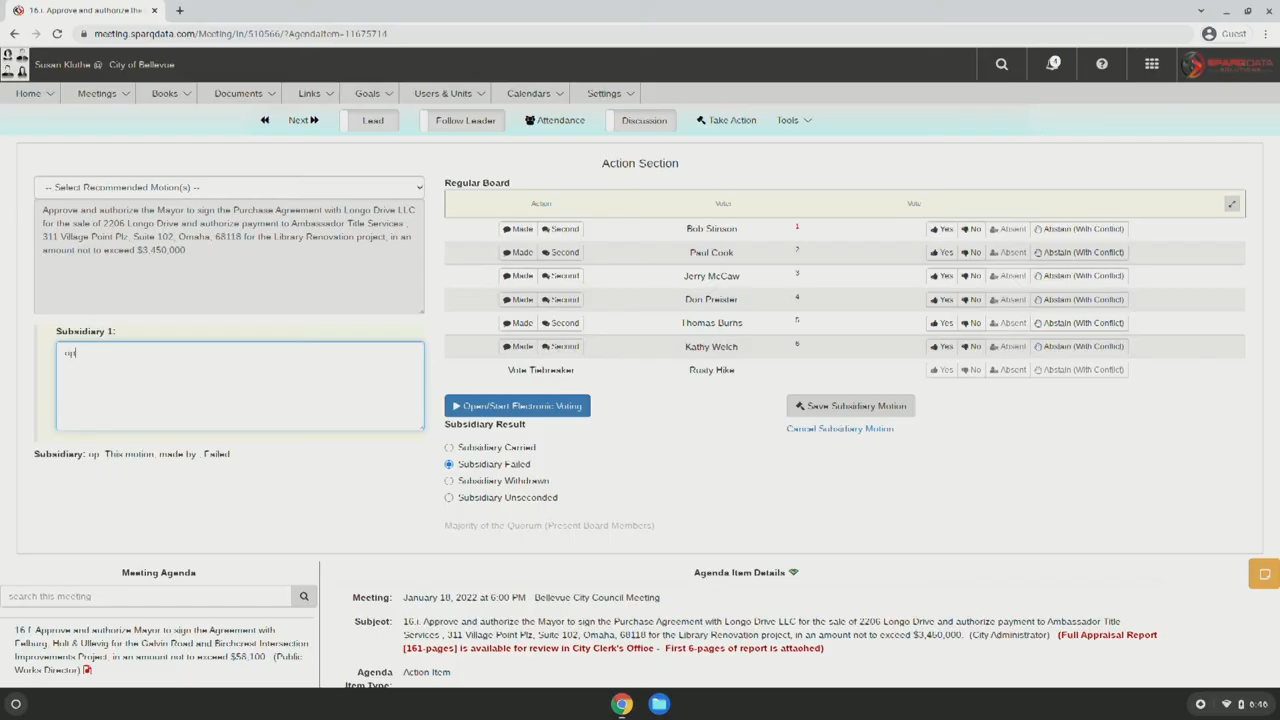 16.i. Approve and authorize the
meeting.sparqdata.com/Meeting/In/510566/?AgendaItem=11675714
Guest
Susan Kluthe @ City of Bellevue
SPARQDATA
SOLUTIONS
Home
Meetings
Books
Documents
Links
Goals
Users & Units
Calendars
Settings
Next
Lead
Follow Leader
Attendance
Discussion
Take Action
Tools
Action Section
-- Select Recommended Motion(s) --
Approve and authorize the Mayor to sign the Purchase Agreement with Longo Drive LLC
for the sale of 2206 Longo Drive and authorize payment to Ambassador Title Services ,
311 Village Point Plz, Suite 102, Omaha, 68118 for the Library Renovation project, in an
amount not to exceed $3,450,000
Subsidiary 1:
op
Subsidiary: op. This motion, made by , Failed
Regular Board
Action Voter Vote
Made Second Bob Stinson 1 Yes No Absent Abstain (With Conflict)
Made Second Paul Cook 2 Yes No Absent Abstain (With Conflict)
Made Second Jerry McCaw 3 Yes No Absent Abstain (With Conflict)
Made Second Don Preister 4 Yes No Absent Abstain (With Conflict)
Made Second Thomas Burns 5 Yes No Absent Abstain (With Conflict)
Made Second Kathy Welch 6 Yes No Absent Abstain (With Conflict)
Vote Tiebreaker Rusty Hike Yes No Absent Abstain (With Conflict)
Open/Start Electronic Voting
Save Subsidiary Motion
Subsidiary Result
Cancel Subsidiary Motion
Subsidiary Carried
Subsidiary Failed
Subsidiary Withdrawn
Subsidiary Unseconded
Majority of the Quorum (Present Board Members)
Meeting Agenda
search this meeting
16.f. Approve and authorize Mayor to sign the Agreement with
Felsburg, Holt & Ullevig for the Galvin Road and Birchcrest Intersection
Improvements Project, in an amount not to exceed $58,100 (Public
Works Director)
Agenda Item Details
Meeting: January 18, 2022 at 6:00 PM - Bellevue City Council Meeting
Subject: 16.i. Approve and authorize the Mayor to sign the Purchase Agreement with Longo Drive LLC for the sale of 2206 Longo Drive and authorize payment to Ambassador Title
Services , 311 Village Point Plz, Suite 102, Omaha, 68118 for the Library Renovation project, in an amount not to exceed $3,450,000. (City Administrator) (Full Appraisal Report
[161-pages] is available for review in City Clerk's Office - First 6-pages of report is attached)
Agenda Action Item
Item Type:
6:46